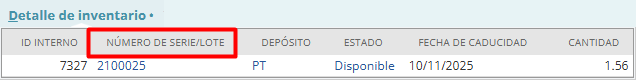 Detalle de inventario •
ID INTERNO NÚMERO DE SERIE/LOTE DEPÓSITO ESTADO FECHA DE CADUCIDAD CANTIDAD
7327 2100025 PT Disponible 10/11/2025 1.56